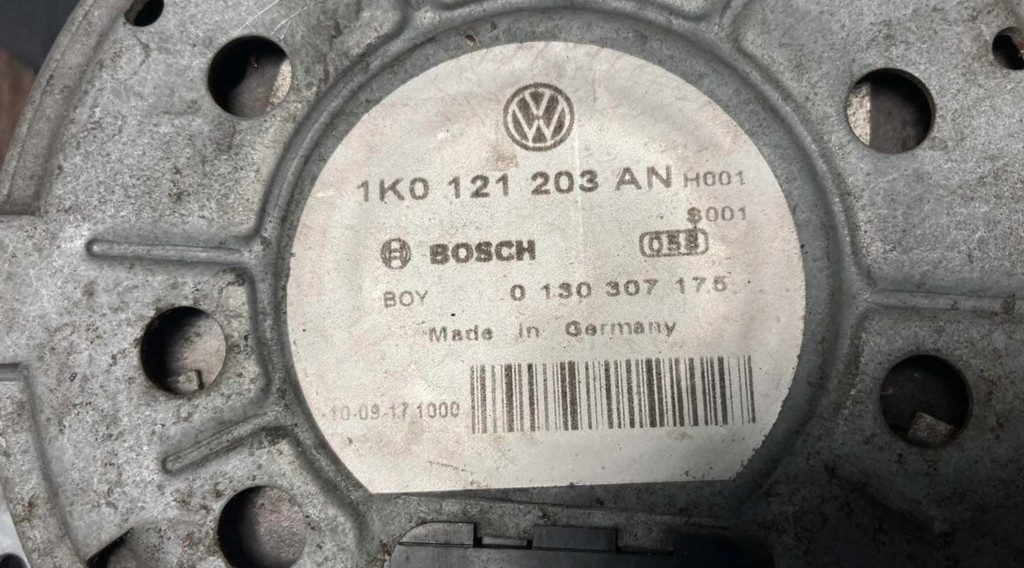 1K0 121 203 AN H001
S001
BOSCH 058
BOY 0 130 307 175
Made in Germany
10-09-17 1000